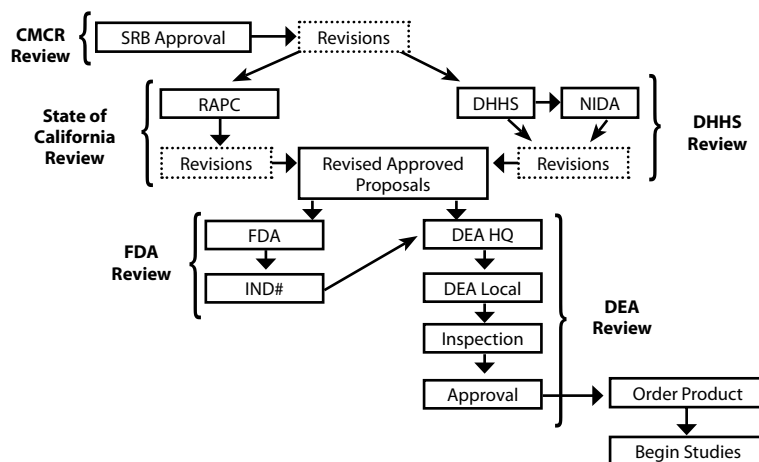 CMCR
Review
SRB Approval
Revisions
State of
California
Review
RAPC
Revisions
DHHS
NIDA
Revisions
DHHS
Review
Revised Approved
Proposals
FDA
Review
FDA
IND#
DEA HQ
DEA Local
Inspection
Approval
DEA
Review
Order Product
Begin Studies